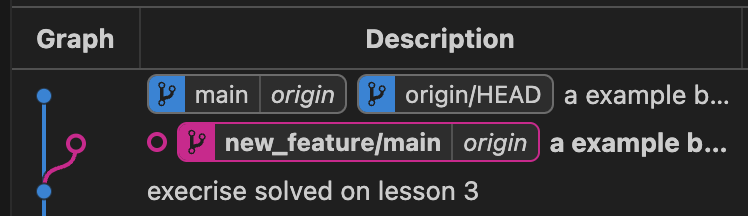 Graph Description
main origin origin/HEAD a example b...
new_feature/main origin a example b...
execrise solved on lesson 3